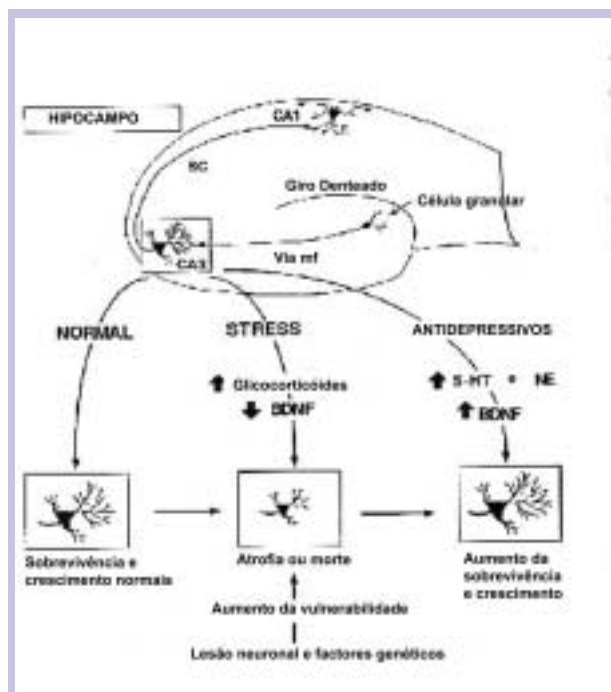 HIPOCAMPO
CA1
SC
Giro Denteado
Célula granular
CA3
Via mf
NORMAL
STRESS
ANTIDEPRESSIVOS
Glicocorticóides
BDNF
5-HT e NE
BDNF
Sobrevivência e
crescimento normais
Atrofia ou morte
Aumento da
sobrevivência
e crescimento
Aumento da vulnerabilidade
Lesão neuronal e factores genéticos